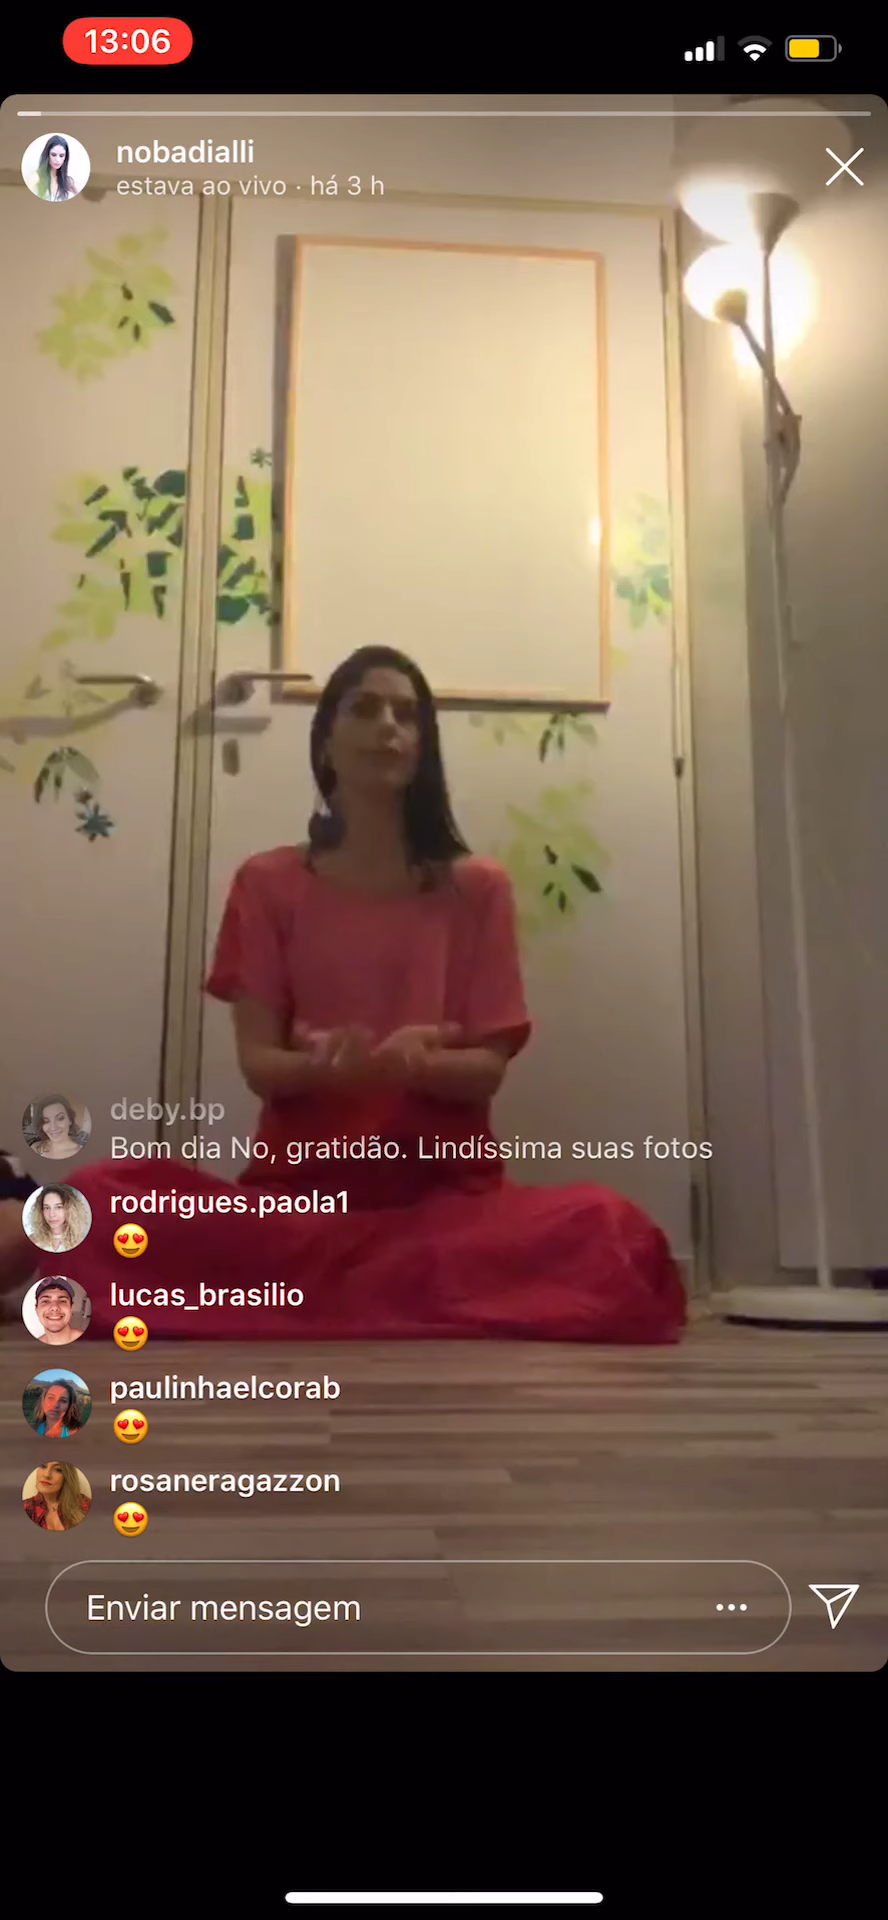 13:06
nobadialli
estava ao vivo · há 3 h
deby.bp
Bom dia No, gratidão. Lindíssima suas fotos
rodrigues.paola1
😍
lucas_brasilio
😍
paulinhaelcorab
😍
rosaneragazzon
😍
Enviar mensagem